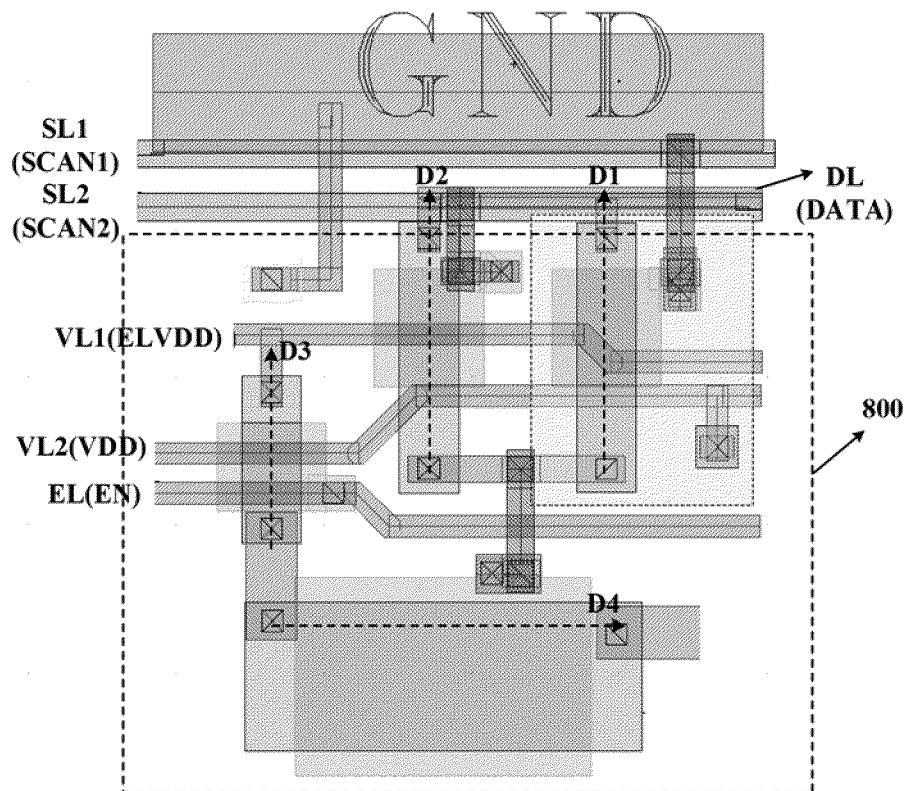 GND
SL1
(SCAN1)
SL2
(SCAN2)
D2
D1
DL
(DATA)
VL1(ELVDD)
D3
800
VL2(VDD)
EL(EN)
D4